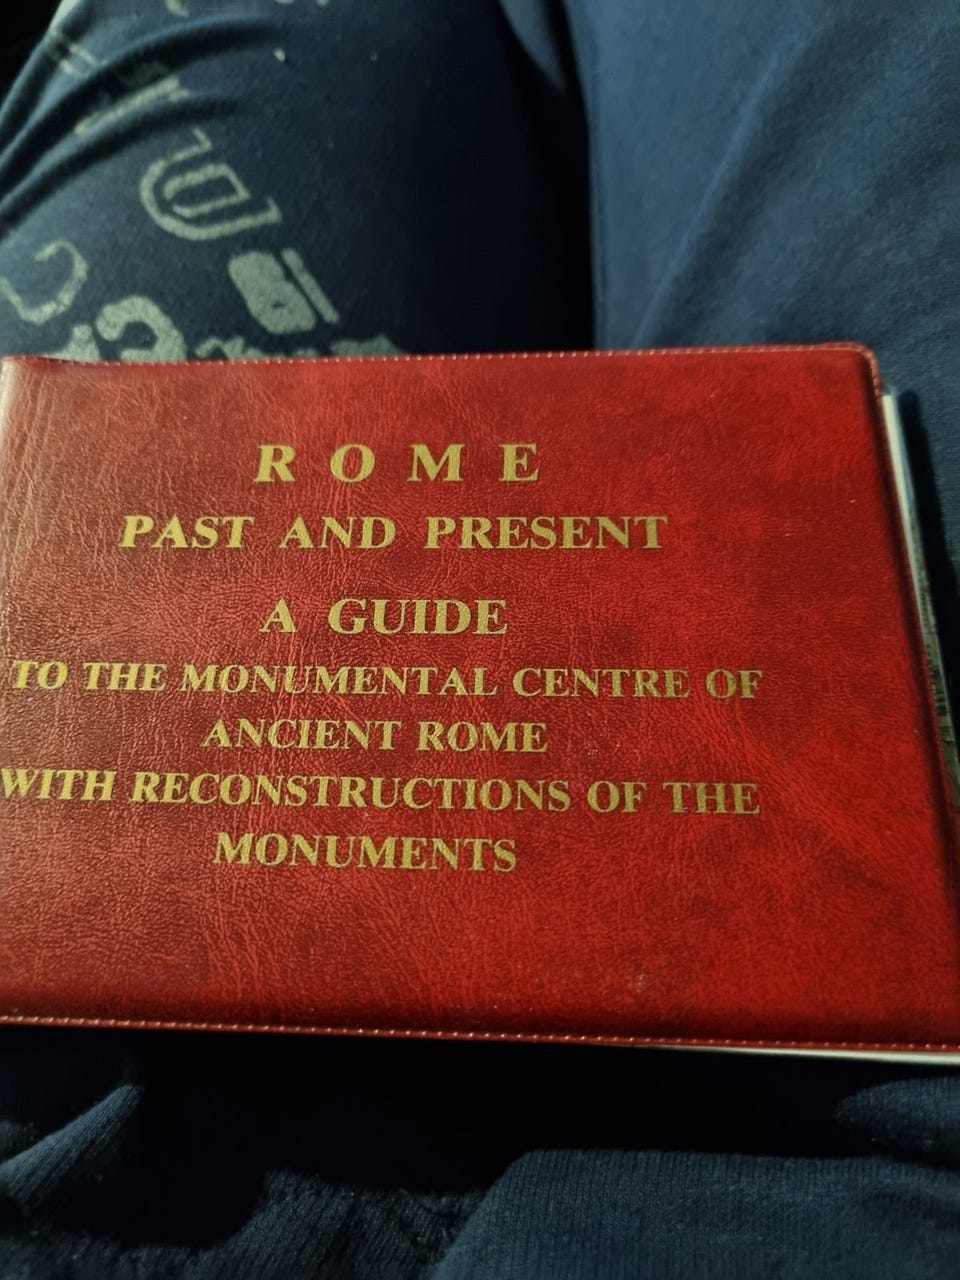 ROME
PAST AND PRESENT
A GUIDE
TO THE MONUMENTAL CENTRE OF
ANCIENT ROME
WITH RECONSTRUCTIONS OF THE
MONUMENTS